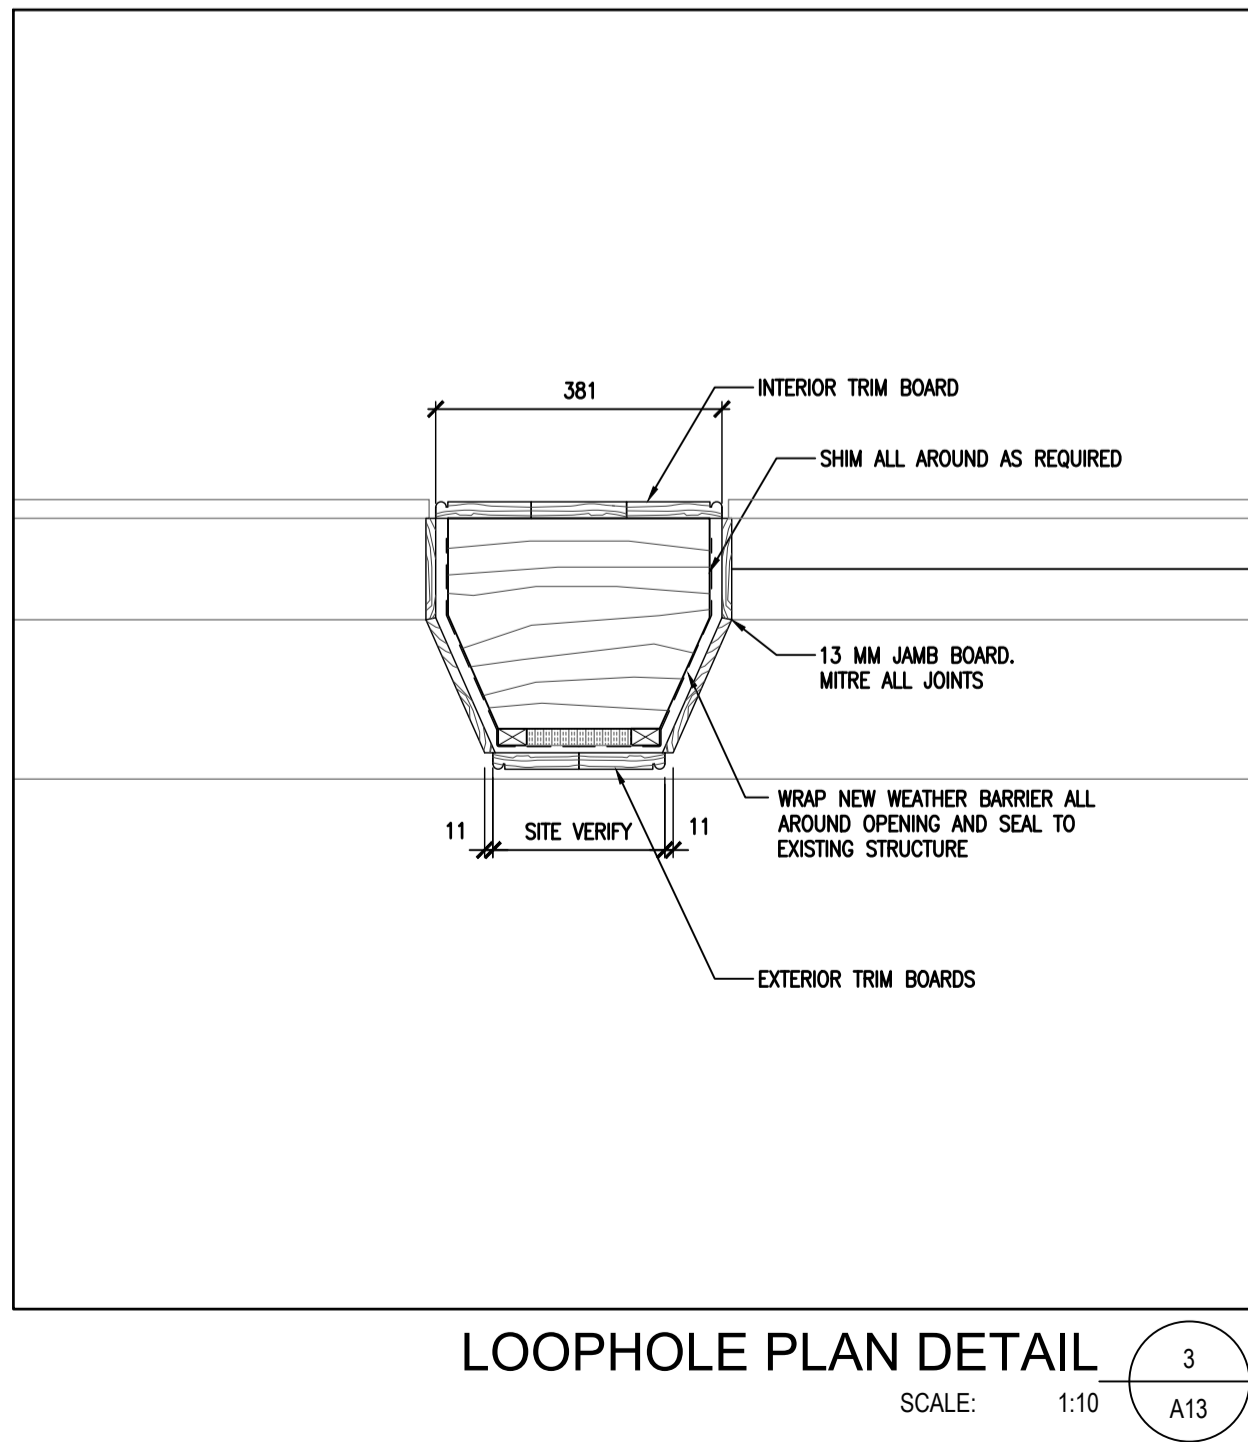 381
INTERIOR TRIM BOARD
SHIM ALL AROUND AS REQUIRED
13 MM JAMB BOARD.
MITRE ALL JOINTS
WRAP NEW WEATHER BARRIER ALL
AROUND OPENING AND SEAL TO
EXISTING STRUCTURE
11 SITE VERIFY 11
EXTERIOR TRIM BOARDS
LOOPHOLE PLAN DETAIL
SCALE: 1:10
3
A13